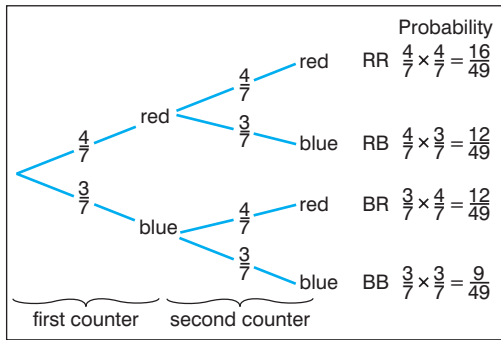 Probability
red RR 4/7 × 4/7 = 16/49
4/7
red
4/7
3/7
blue RB 4/7 × 3/7 = 12/49
3/7
red BR 3/7 × 4/7 = 12/49
4/7
blue
3/7
blue BB 3/7 × 3/7 = 9/49
first counter second counter